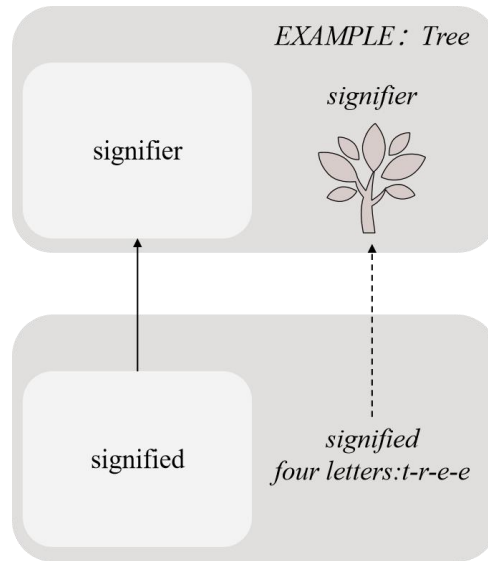 EXAMPLE：Tree
signifier
signifier
signified
signified
four letters:t-r-e-e